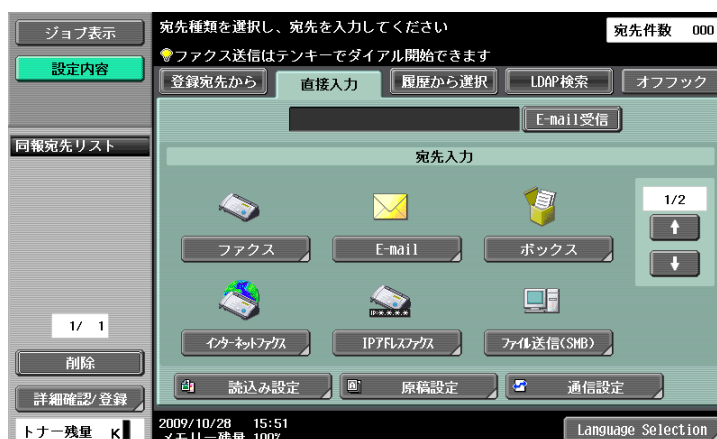 ジョブ表示
設定内容
同報宛先リスト
1/ 1
削除
詳細確認/登録
トナー残量 K
宛先種類を選択し、宛先を入力してください
宛先件数 000
ファクス送信はテンキーでダイアル開始できます
登録宛先から 直接入力 履歴から選択 LDAP検索 オフフック
E-mail受信
宛先入力
1/2
ファクス E-mail ボックス
IP*.*.*.*
インターネットファクス IPアドレスファクス ファイル送信(SMB)
読込み設定 原稿設定 通信設定
2009/10/28 15:51
メモリー残量 100%
Language Selection